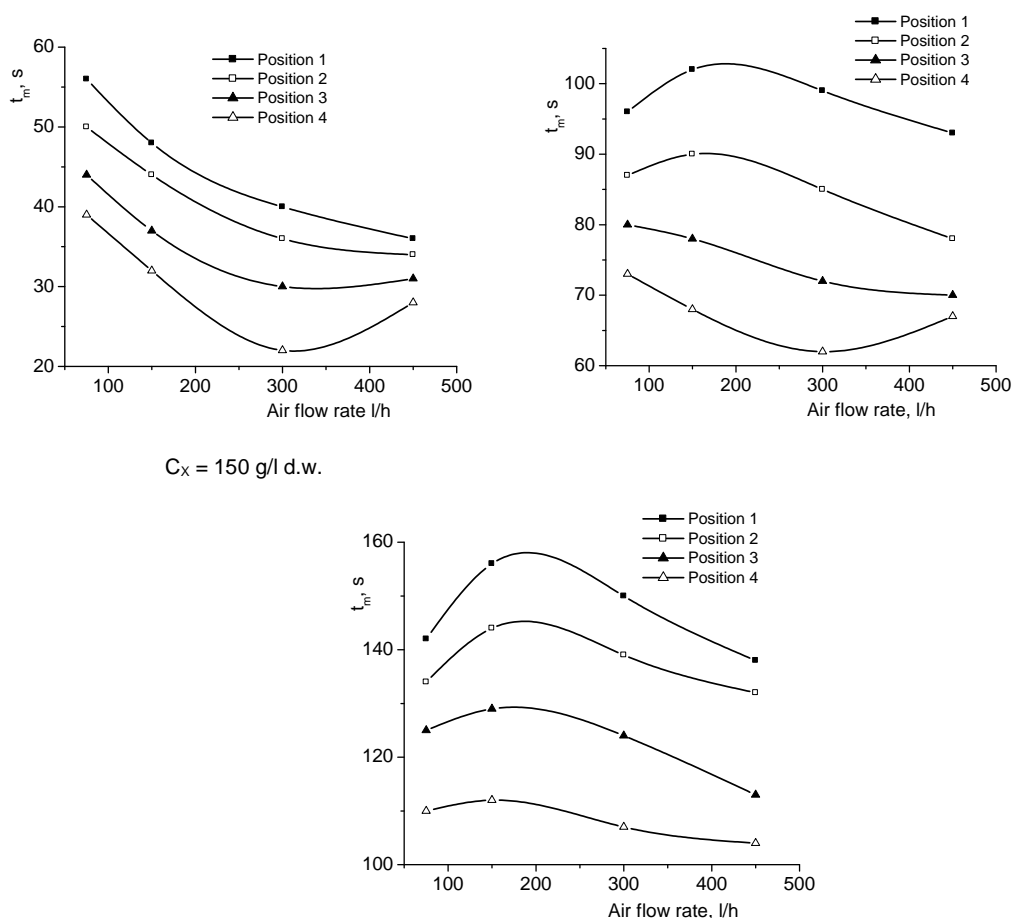 60
50
40
30
20
100
200
300
400
500
t_m, s
Position 1
Position 2
Position 3
Position 4
Air flow rate l/h
100
90
80
70
60
100
200
300
400
500
t_m, s
Position 1
Position 2
Position 3
Position 4
Air flow rate, l/h
C_X = 150 g/l d.w.
160
140
120
100
100
200
300
400
500
t_m, s
Position 1
Position 2
Position 3
Position 4
Air flow rate, l/h